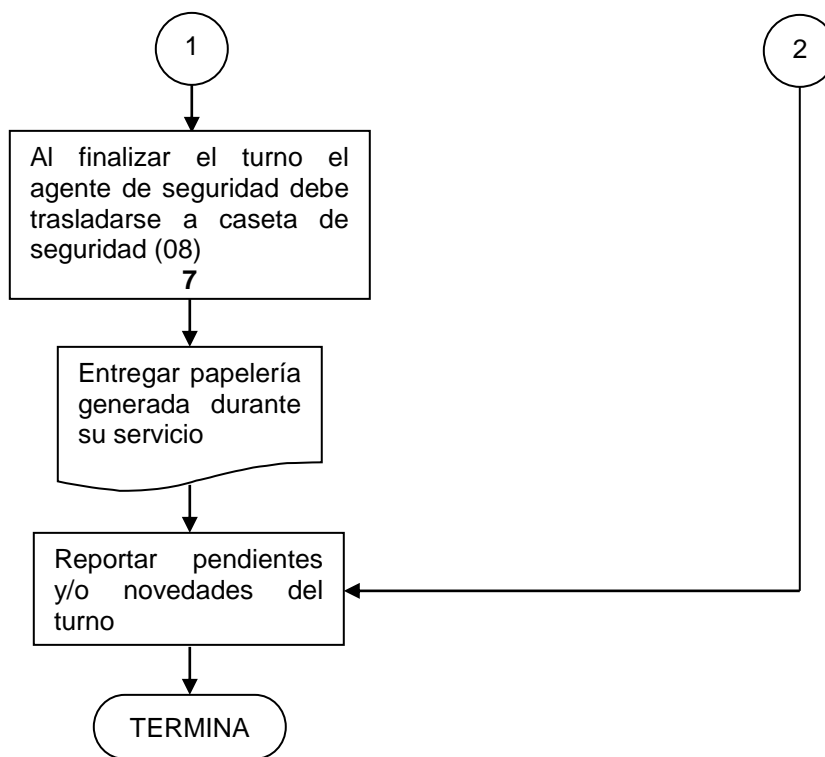 1
2
Al finalizar el turno el
agente de seguridad debe
trasladarse a caseta de
seguridad (08)
7
Entregar papelería
generada durante
su servicio
Reportar pendientes
y/o novedades del
turno
TERMINA